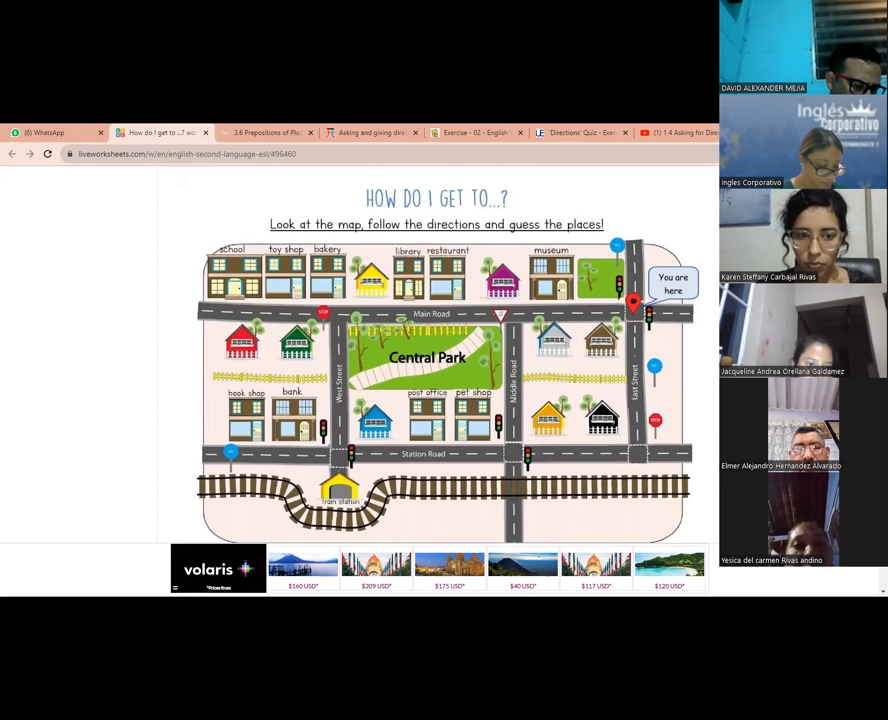 (6) WhatsApp
How do I get to ...? wo
3.6 Prepositions of Plac
Asking and giving dire
Exercise - 02 - English
'Directions' Quiz - Exer
(1) 1 4 Asking for Dire
liveworksheets.com/w/en/english-second-language-esl/496460
HOW DO I GET TO...?
Look at the map, follow the directions and guess the places!
school
toy shop
bakery
library
restaurant
museum
You are
here
STOP
Main Road
Central Park
West Street
Middle Road
East Street
book shop
bank
post office
pet shop
STOP
Station Road
train station
volaris
*Prices from
$160 USD*
$209 USD*
$175 USD*
$40 USD*
$117 USD*
$120 USD*
DAVID ALEXANDER MEJIA
Inglés
Corporativo
Ingles Corporativo
Karen Steffany Carbajal Rivas
Jacqueline Andrea Orellana Galdamez
Elmer Alejandro Hernandez Alvarado
Yesica del carmen Rivas andino